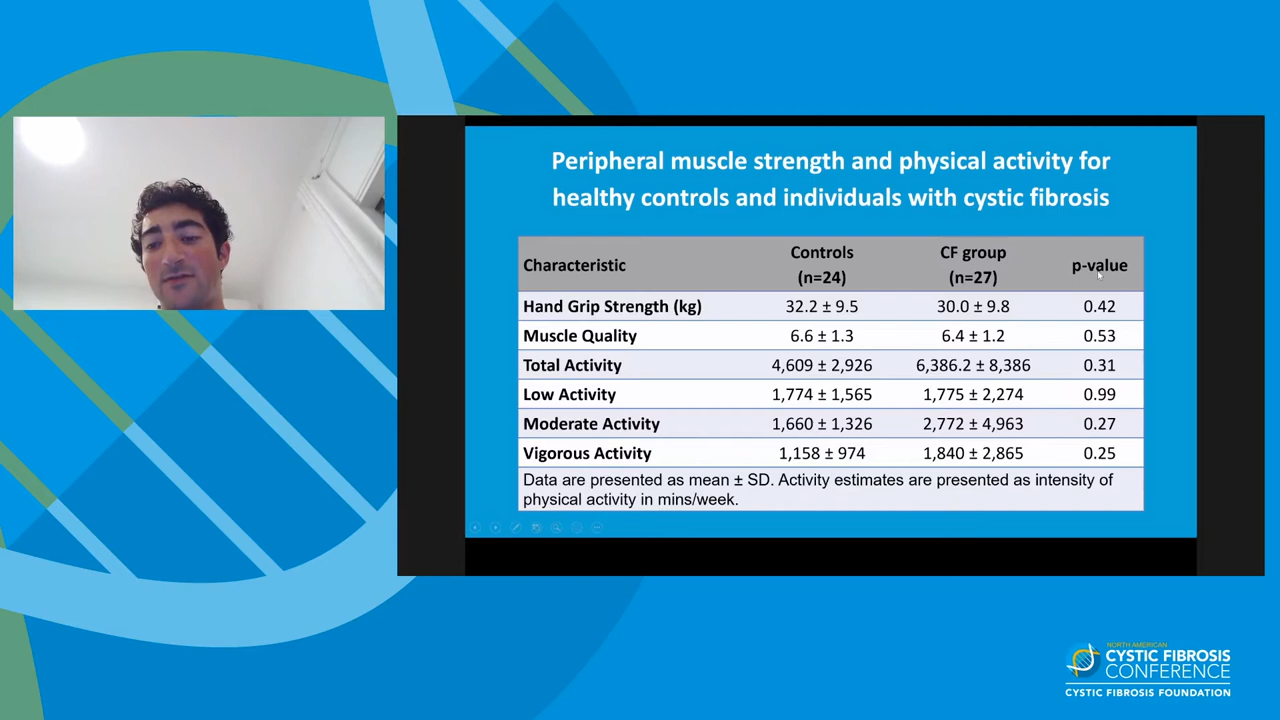 Peripheral muscle strength and physical activity for
healthy controls and individuals with cystic fibrosis
Characteristic Controls (n=24) CF group (n=27) p-value
Hand Grip Strength (kg) 32.2 ± 9.5 30.0 ± 9.8 0.42
Muscle Quality 6.6 ± 1.3 6.4 ± 1.2 0.53
Total Activity 4,609 ± 2,926 6,386.2 ± 8,386 0.31
Low Activity 1,774 ± 1,565 1,775 ± 2,274 0.99
Moderate Activity 1,660 ± 1,326 2,772 ± 4,963 0.27
Vigorous Activity 1,158 ± 974 1,840 ± 2,865 0.25
Data are presented as mean ± SD. Activity estimates are presented as intensity of
physical activity in mins/week.
NORTH AMERICAN
CYSTIC FIBROSIS
CONFERENCE
CYSTIC FIBROSIS FOUNDATION